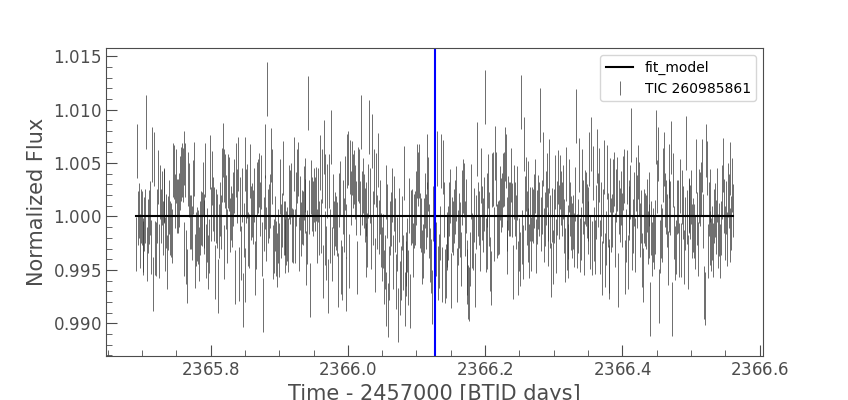 1.015
1.010
1.005
1.000
0.995
0.990
Normalized Flux
fit_model
TIC 260985861
2365.8
2366.0
2366.2
2366.4
2366.6
Time - 2457000 [BTJD days]